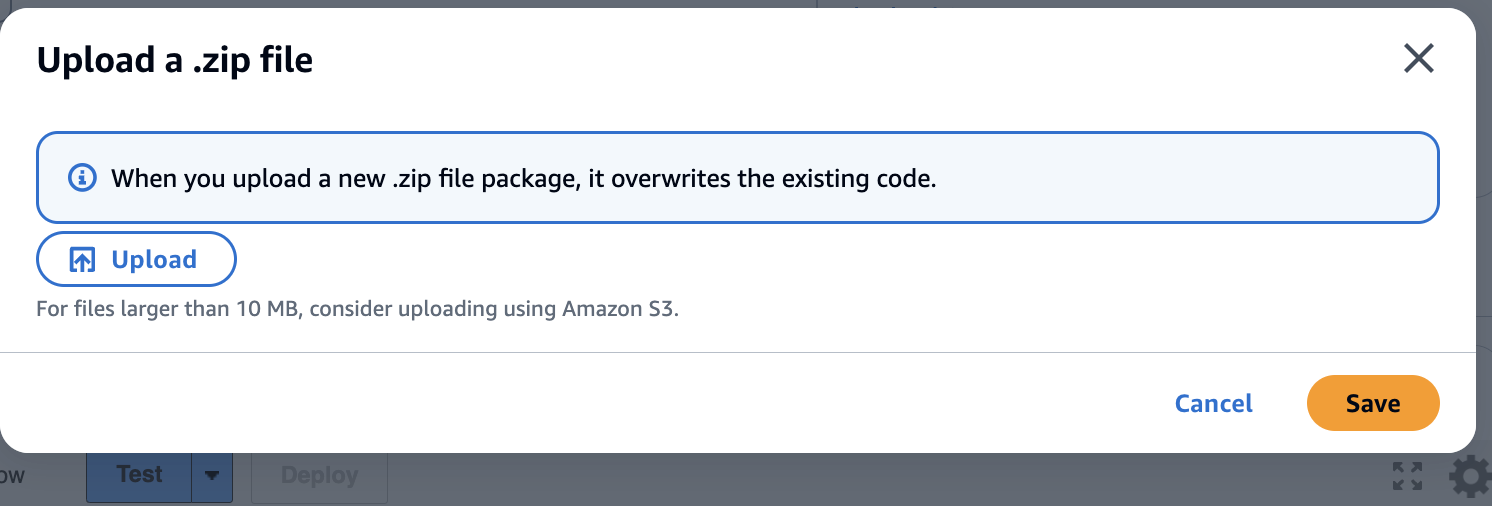 Upload a .zip file
When you upload a new .zip file package, it overwrites the existing code.
Upload
For files larger than 10 MB, consider uploading using Amazon S3.
Cancel
Save
ow
Test
Deploy